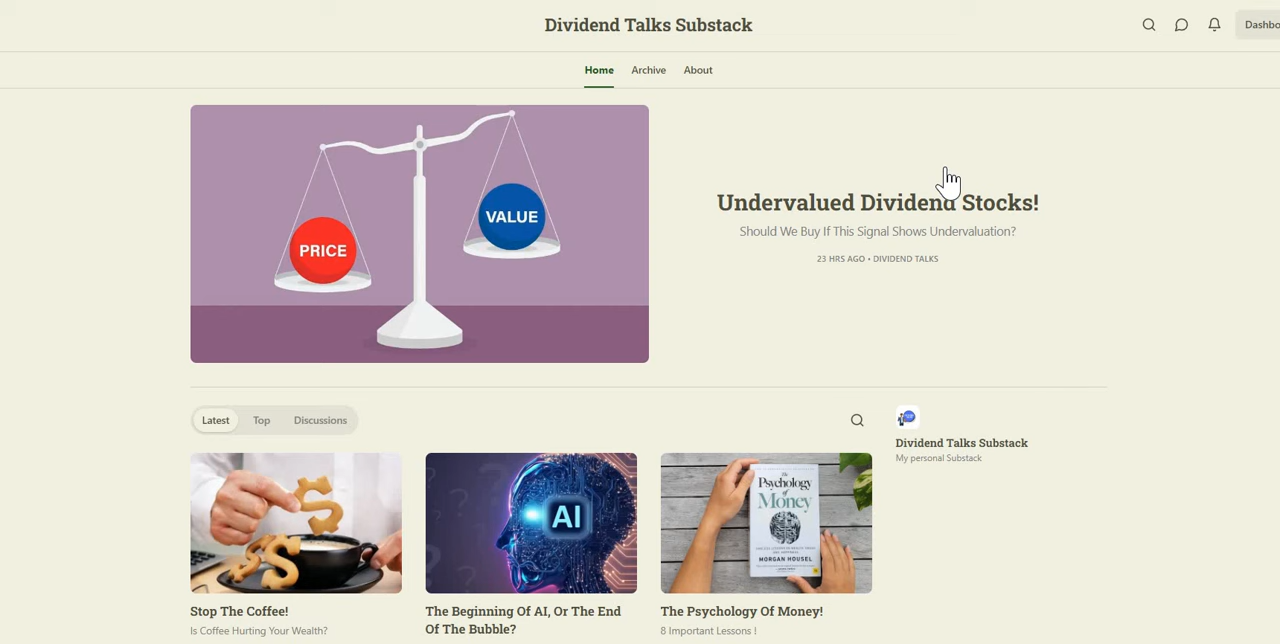 Dividend Talks Substack
Dashbo
Home Archive About
PRICE
VALUE
Undervalued Dividend Stocks!
Should We Buy If This Signal Shows Undervaluation?
23 HRS AGO • DIVIDEND TALKS
Latest Top Discussions
Dividend Talks Substack
My personal Substack
AI
The
Psychology
of
Money
MORGAN HOUSEL
Stop The Coffee!
Is Coffee Hurting Your Wealth?
The Beginning Of AI, Or The End
Of The Bubble?
The Psychology Of Money!
8 Important Lessons !